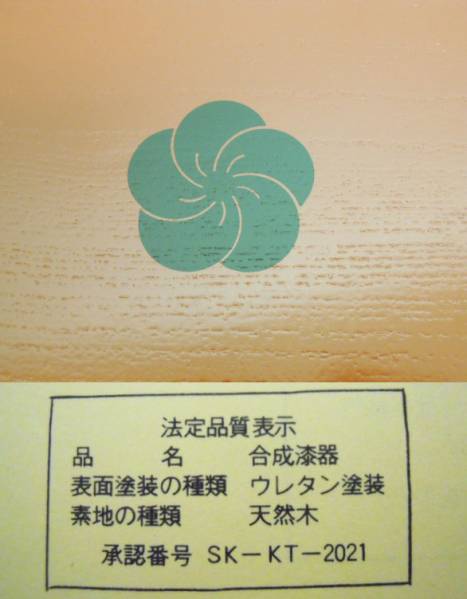 法定品質表示
品名 合成漆器
表面塗装の種類 ウレタン塗装
素地の種類 天然木
承認番号 SK－KT－2021